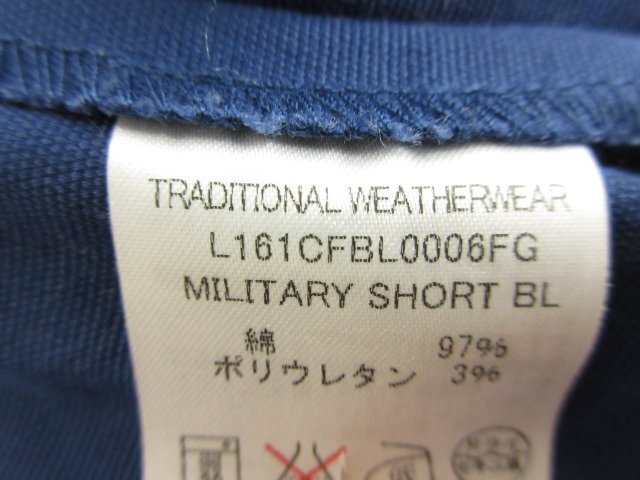 TRADITIONAL WEATHERWEAR
L161CFBL0006FG
MILITARY SHORT BL
綿 97%
ポリウレタン 3%